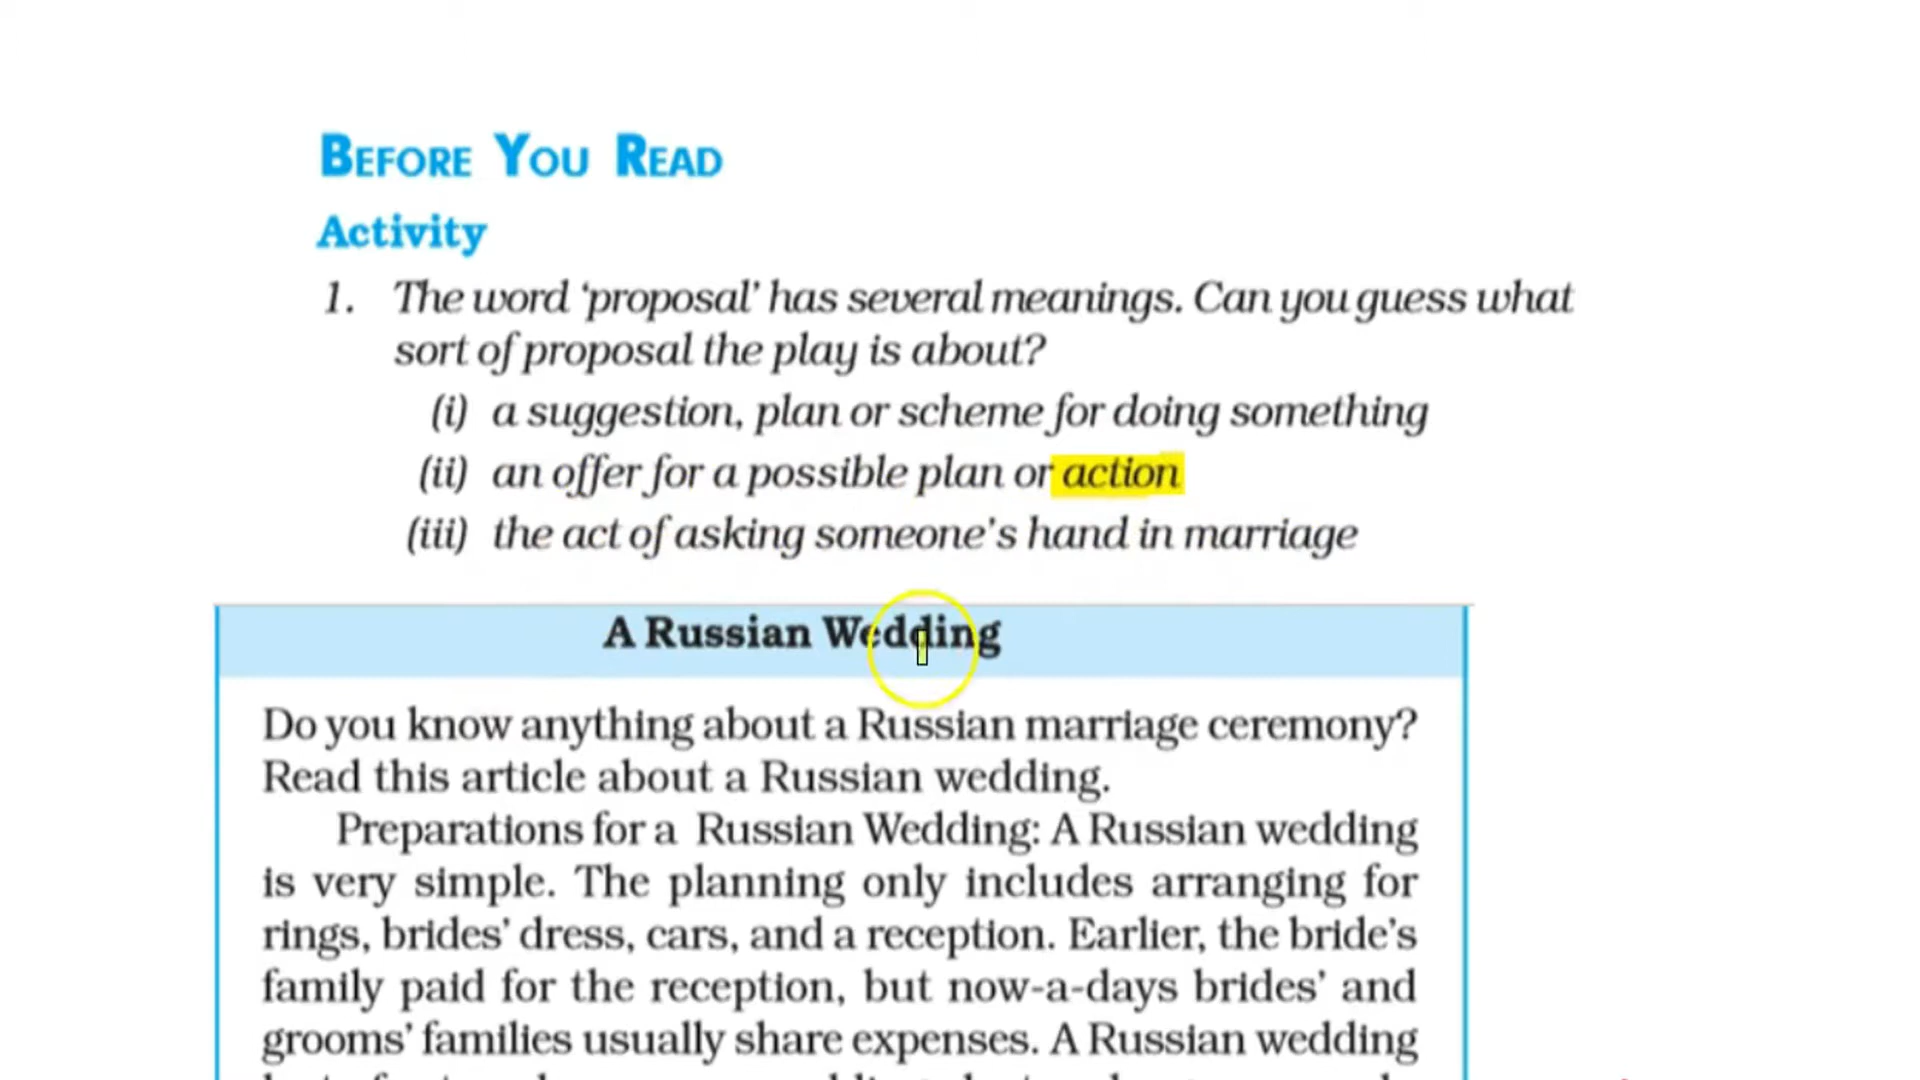 BEFORE YOU READ
Activity
1. The word ‘proposal’ has several meanings. Can you guess what
sort of proposal the play is about?
(i) a suggestion, plan or scheme for doing something
(ii) an offer for a possible plan or action
(iii) the act of asking someone’s hand in marriage
A Russian Wedding
Do you know anything about a Russian marriage ceremony?
Read this article about a Russian wedding.
Preparations for a Russian Wedding: A Russian wedding
is very simple. The planning only includes arranging for
rings, brides’ dress, cars, and a reception. Earlier, the bride’s
family paid for the reception, but now-a-days brides’ and
grooms’ families usually share expenses. A Russian wedding